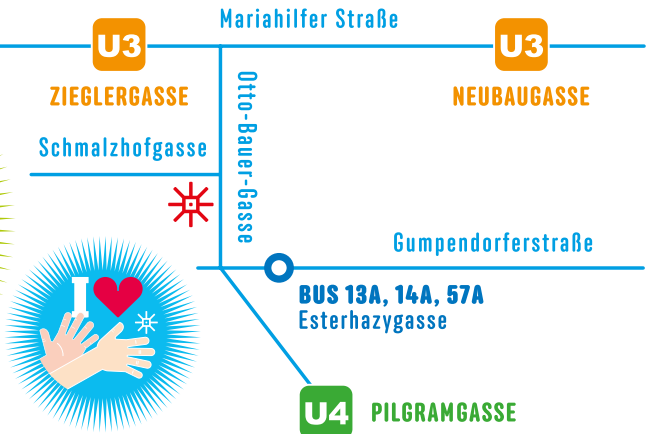 Mariahilfer Straße
U3
U3
ZIEGLERGASSE
NEUBAUGASSE
Otto-Bauer-Gasse
Schmalzhofgasse
Gumpendorferstraße
BUS 13A, 14A, 57A
Esterhazygasse
I
U4 PILGRAMGASSE